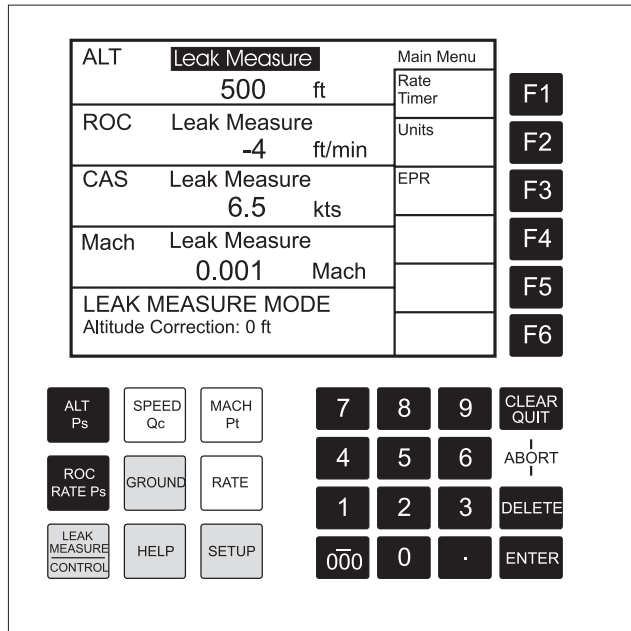 ALT Leak Measure Main Menu
500 ft Rate
Timer
F1
ROC Leak Measure Units
-4 ft/min
F2
CAS Leak Measure EPR
6.5 kts
F3
Mach Leak Measure
0.001 Mach
F4
LEAK MEASURE MODE
Altitude Correction: 0 ft
F5
F6
ALT
Ps
SPEED
Qc
MACH
Pt
7 8 9 CLEAR
QUIT
ROC
RATE Ps
GROUND
RATE
4 5 6 ABORT
1 2 3 DELETE
LEAK
MEASURE
CONTROL
HELP
SETUP
000 0 . ENTER